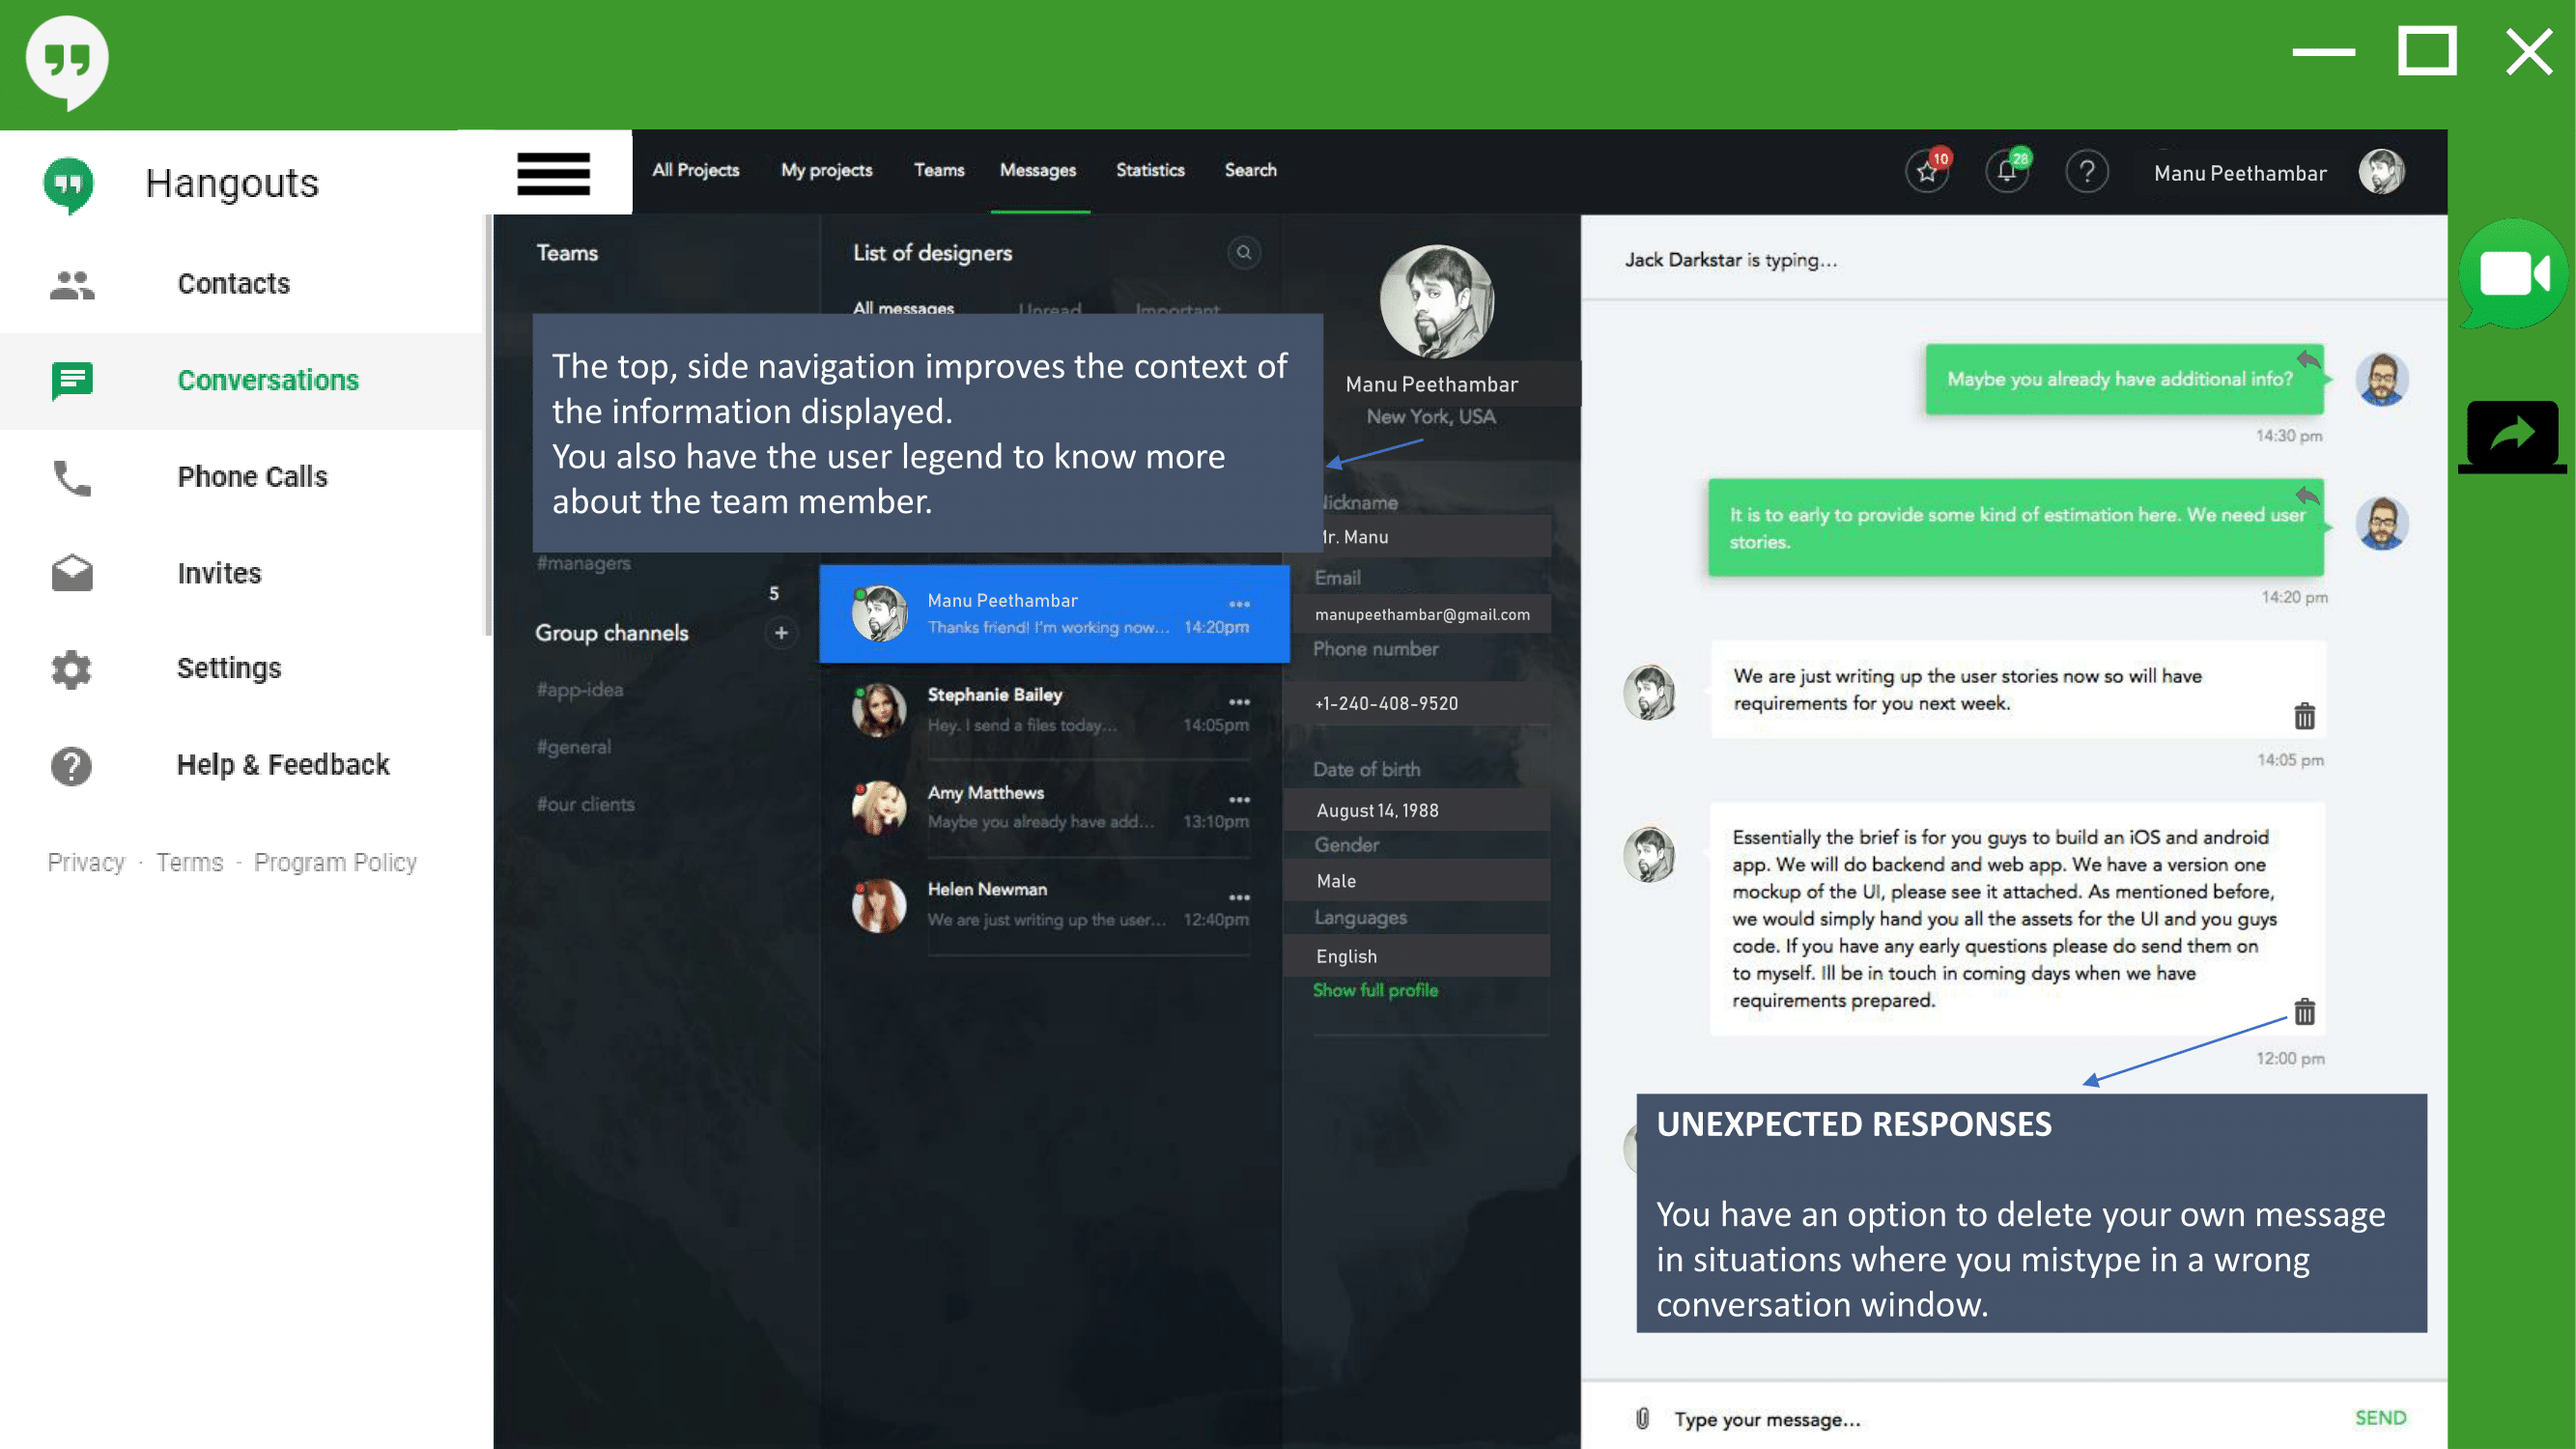 Hangouts
Contacts
Conversations
Phone Calls
Invites
Settings
Help & Feedback
Privacy · Terms - Program Policy
All Projects My projects Teams Messages Statistics Search
10
28
?
Manu Peethambar
Teams
#managers
5
Group channels
+
#app-idea
#general
#our clients
List of designers
All messages Unread Important
The top, side navigation improves the context of
the information displayed.
You also have the user legend to know more
about the team member.
Manu Peethambar
Thanks friend! I'm working now... 14:20pm
Stephanie Bailey
Hey. I send a files today... 14:05pm
Amy Matthews
Maybe you already have add... 13:10pm
Helen Newman
We are just writing up the user... 12:40pm
Manu Peethambar
New York, USA
Nickname
Mr. Manu
Email
manupeethambar@gmail.com
Phone number
+1-240-408-9520
Date of birth
August 14, 1988
Gender
Male
Languages
English
Show full profile
Jack Darkstar is typing...
Maybe you already have additional info?
14:30 pm
It is to early to provide some kind of estimation here. We need user
stories.
14:20 pm
We are just writing up the user stories now so will have
requirements for you next week.
14:05 pm
Essentially the brief is for you guys to build an iOS and android
app. We will do backend and web app. We have a version one
mockup of the UI, please see it attached. As mentioned before,
we would simply hand you all the assets for the UI and you guys
code. If you have any early questions please do send them on
to myself. Ill be in touch in coming days when we have
requirements prepared.
12:00 pm
UNEXPECTED RESPONSES
You have an option to delete your own message
in situations where you mistype in a wrong
conversation window.
Type your message...
SEND